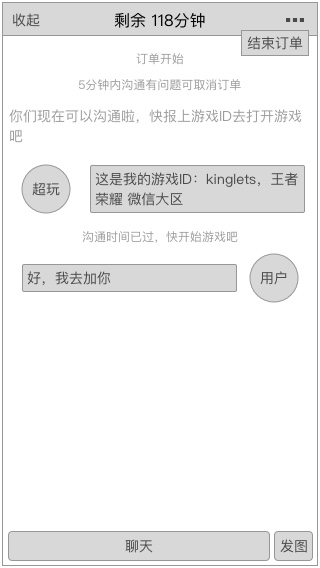 收起
剩余 118分钟
结束订单
订单开始
5分钟内沟通有问题可取消订单
你们现在可以沟通啦，快报上游戏ID去打开游戏
吧
超玩
这是我的游戏ID：kinglets，王者
荣耀 微信大区
沟通时间已过，快开始游戏吧
好，我去加你
用户
聊天
发图